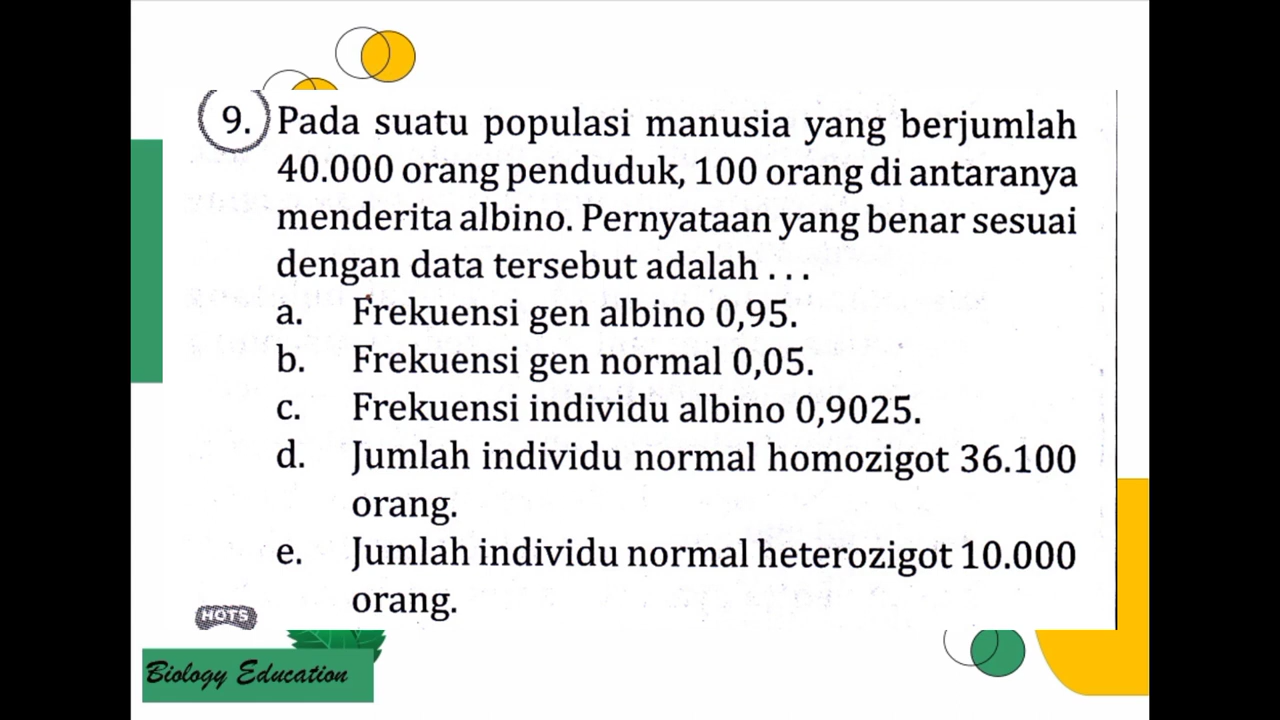 9. Pada suatu populasi manusia yang berjumlah
40.000 orang penduduk, 100 orang di antaranya
menderita albino. Pernyataan yang benar sesuai
dengan data tersebut adalah . . .
a. Frekuensi gen albino 0,95.
b. Frekuensi gen normal 0,05.
c. Frekuensi individu albino 0,9025.
d. Jumlah individu normal homozigot 36.100
orang.
e. Jumlah individu normal heterozigot 10.000
orang.
HOTS
Biology Education